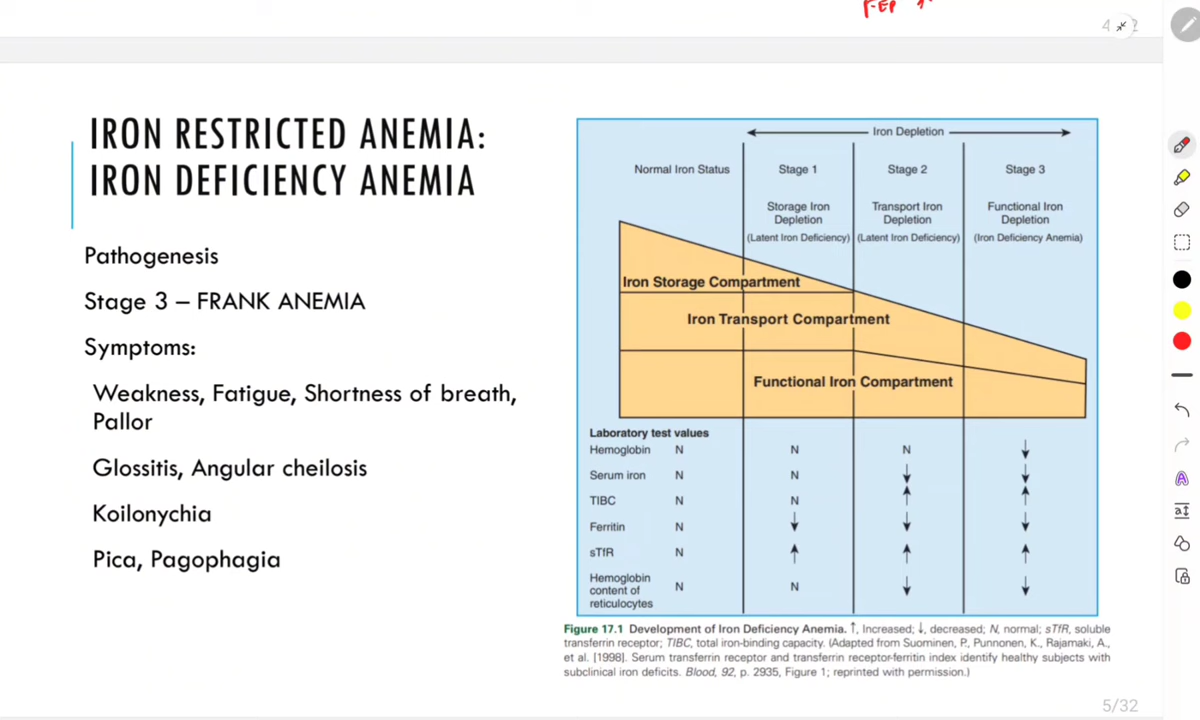 FEP
IRON RESTRICTED ANEMIA:
IRON DEFICIENCY ANEMIA
Pathogenesis
Stage 3 – FRANK ANEMIA
Symptoms:
Weakness, Fatigue, Shortness of breath,
Pallor
Glossitis, Angular cheilosis
Koilonychia
Pica, Pagophagia
Iron Depletion
Normal Iron Status Stage 1 Stage 2 Stage 3
Storage Iron Transport Iron Functional Iron
Depletion Depletion Depletion
(Latent Iron Deficiency) (Latent Iron Deficiency) (Iron Deficiency Anemia)
Iron Storage Compartment
Iron Transport Compartment
Functional Iron Compartment
Laboratory test values
Hemoglobin N N N ↓
Serum iron N N ↓ ↓
TIBC N N ↑ ↑
Ferritin N ↓ ↓ ↓
sTfR N ↑ ↑ ↑
Hemoglobin
content of N N ↓ ↓
reticulocytes
Figure 17.1 Development of Iron Deficiency Anemia. ↑, Increased; ↓, decreased; N, normal; sTfR, soluble
transferrin receptor; TIBC, total iron-binding capacity. (Adapted from Suominen, P., Punnonen, K., Rajamaki, A.,
et al. [1998]. Serum transferrin receptor and transferrin receptor-ferritin index identify healthy subjects with
subclinical iron deficits. Blood, 92, p. 2935, Figure 1; reprinted with permission.)
5/32